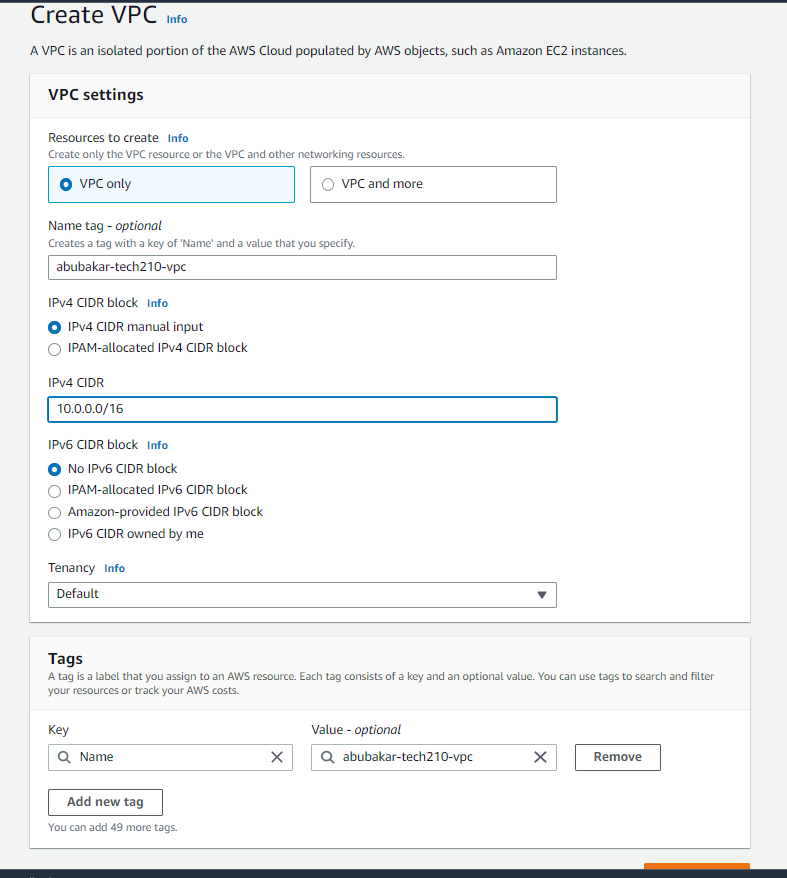 Create VPC Info
A VPC is an isolated portion of the AWS Cloud populated by AWS objects, such as Amazon EC2 instances.
VPC settings
Resources to create Info
Create only the VPC resource or the VPC and other networking resources.
VPC only
VPC and more
Name tag - optional
Creates a tag with a key of 'Name' and a value that you specify.
abubakar-tech210-vpc
IPv4 CIDR block Info
IPv4 CIDR manual input
IPAM-allocated IPv4 CIDR block
IPv4 CIDR
10.0.0.0/16
IPv6 CIDR block Info
No IPv6 CIDR block
IPAM-allocated IPv6 CIDR block
Amazon-provided IPv6 CIDR block
IPv6 CIDR owned by me
Tenancy Info
Default
Tags
A tag is a label that you assign to an AWS resource. Each tag consists of a key and an optional value. You can use tags to search and filter
your resources or track your AWS costs.
Key
Value - optional
Name
abubakar-tech210-vpc
Remove
Add new tag
You can add 49 more tags.